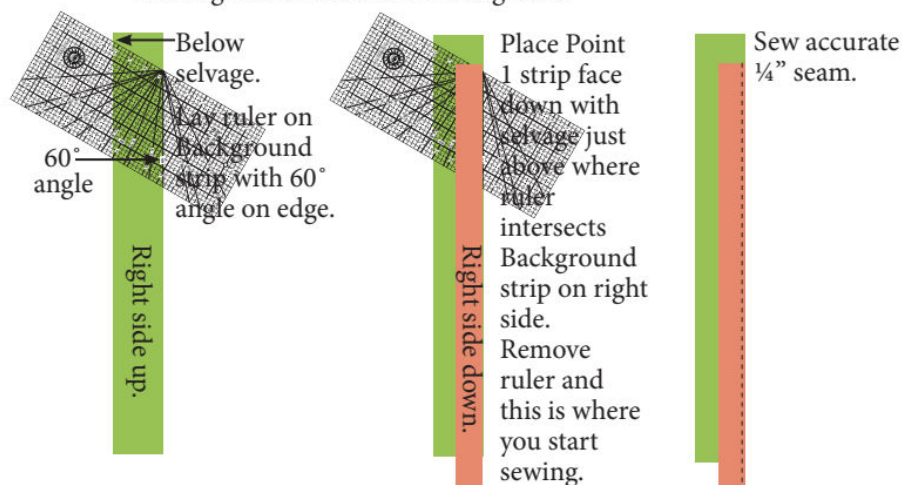 Below
selvage.
Lay ruler on
Background
strip with 60˚
angle on edge.
60˚
angle
Right side up.
Place Point
1 strip face
down with
selvage just
above where
ruler
intersects
Background
strip on right
side.
Remove
ruler and
this is where
you start
sewing.
Right side down.
Sew accurate
¼” seam.